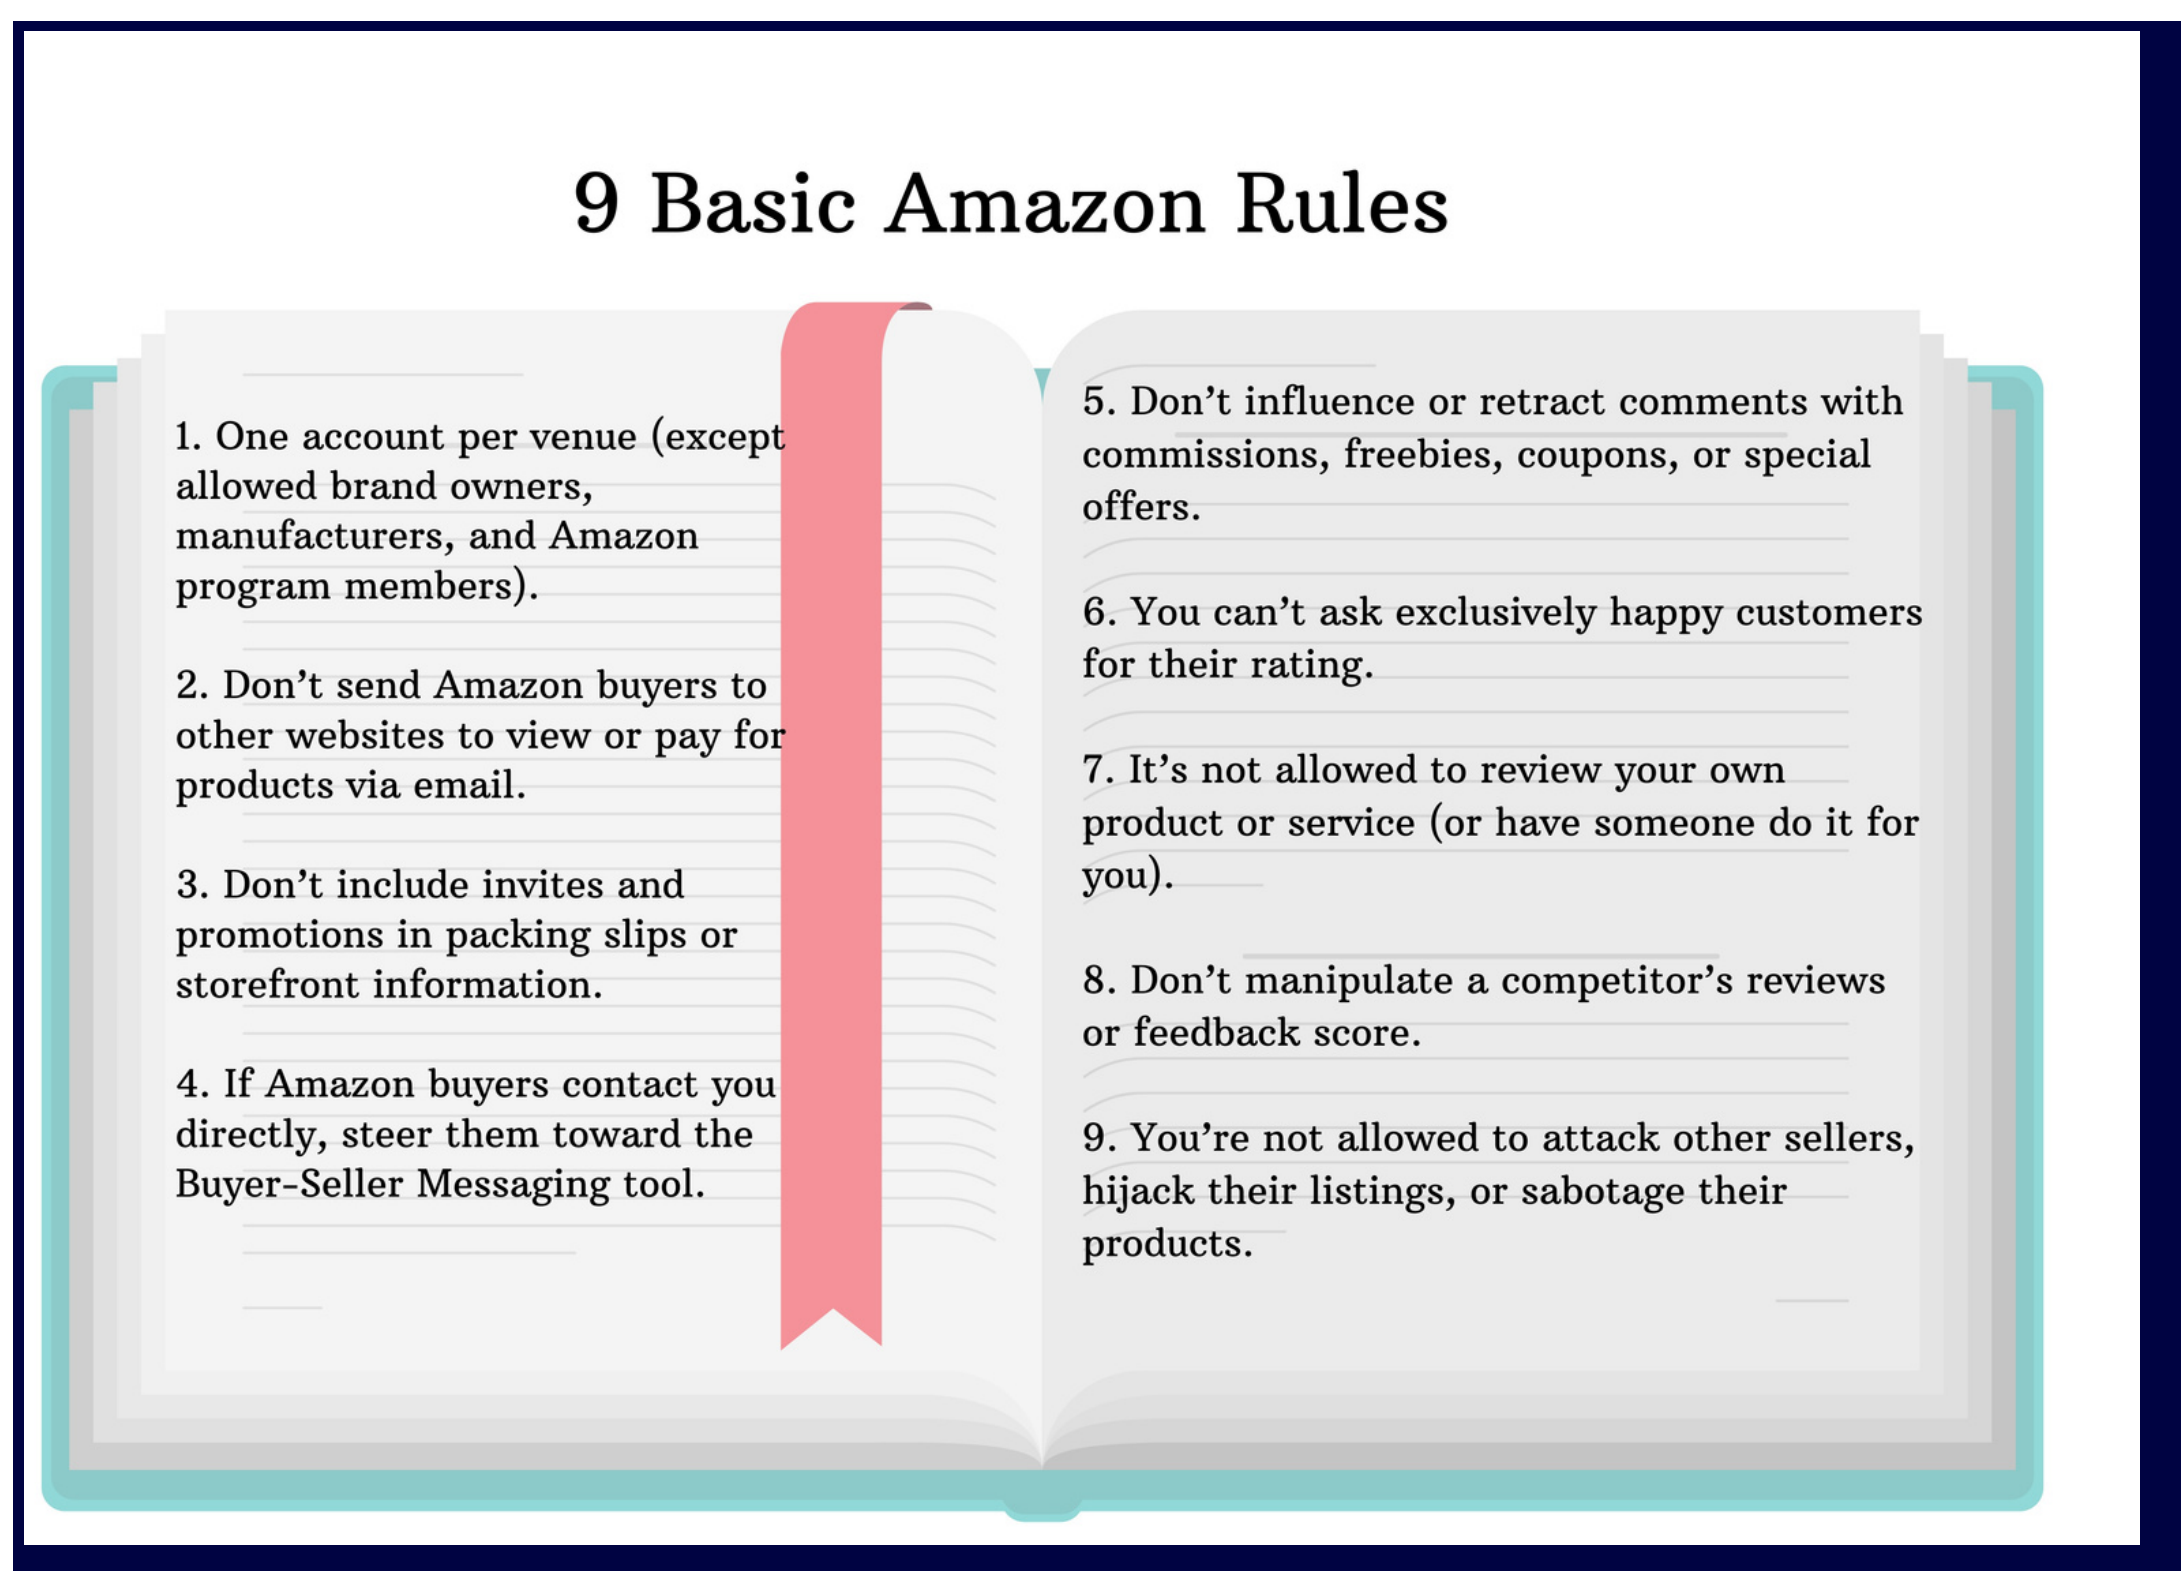 9 Basic Amazon Rules
1. One account per venue (except
allowed brand owners,
manufacturers, and Amazon
program members).
2. Don’t send Amazon buyers to
other websites to view or pay for
products via email.
3. Don’t include invites and
promotions in packing slips or
storefront information.
4. If Amazon buyers contact you
directly, steer them toward the
Buyer-Seller Messaging tool.
5. Don’t influence or retract comments with
commissions, freebies, coupons, or special
offers.
6. You can’t ask exclusively happy customers
for their rating.
7. It’s not allowed to review your own
product or service (or have someone do it for
you).
8. Don’t manipulate a competitor’s reviews
or feedback score.
9. You’re not allowed to attack other sellers,
hijack their listings, or sabotage their
products.